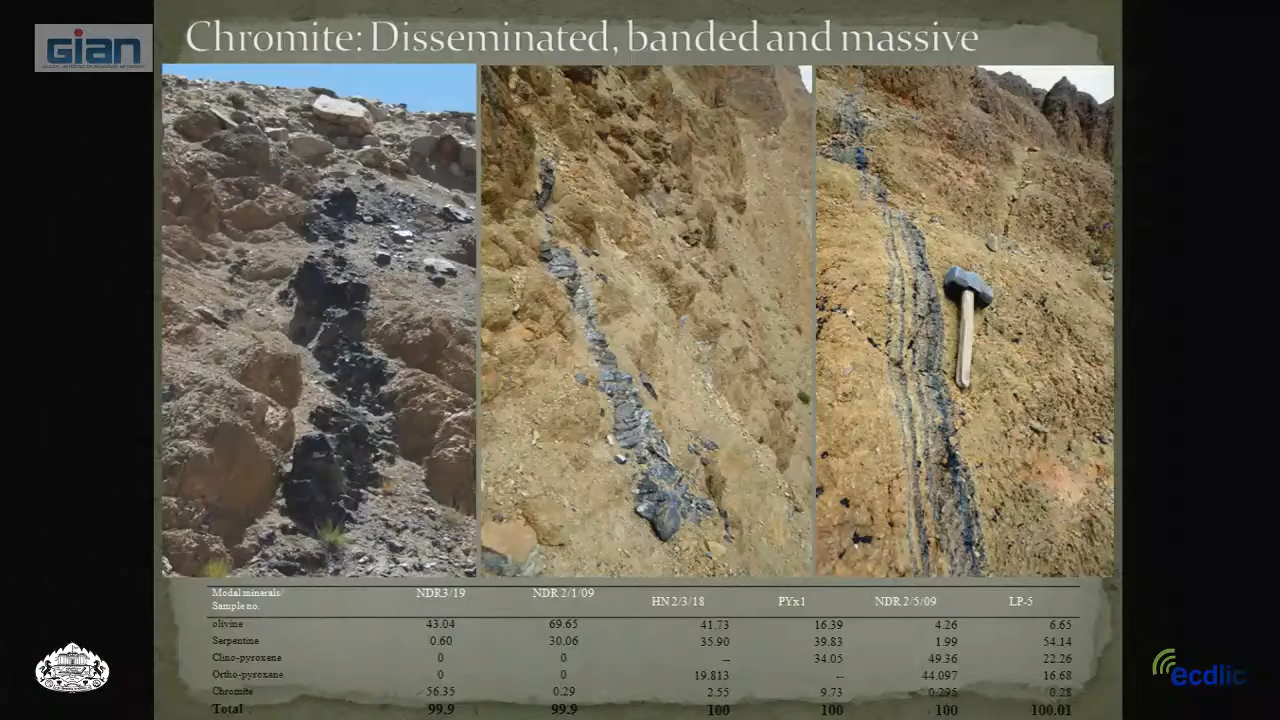 Chromite: Disseminated, banded and massive
GIAN
Modal minerals/ NDR3/19 NDR 2/1/09 HN 2/3/18 PYx1 NDR 2/5/09 LP-5
Sample no.
olivine 43.04 69.65 41.73 16.39 4.26 6.65
Serpentine 0.60 30.06 35.90 39.83 1.99 54.14
Clino-pyroxene 0 0 -- 34.05 49.36 22.26
Ortho-pyroxene 0 0 19.813 -- 44.097 16.68
Chromite 56.35 0.29 2.55 9.73 0.295 0.28
Total 99.9 99.9 100 100 100 100.01
ecdlic